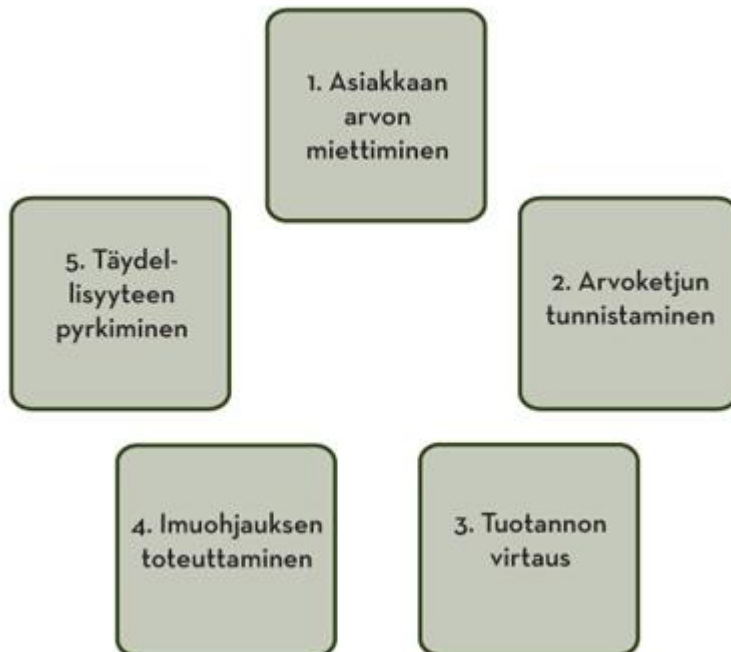 1. Asiakkaan
arvon
miettiminen
2. Arvoketjun
tunnistaminen
3. Tuotannon
virtaus
4. Imuohjauksen
toteuttaminen
5. Täydel-
lisyyteen
pyrkiminen